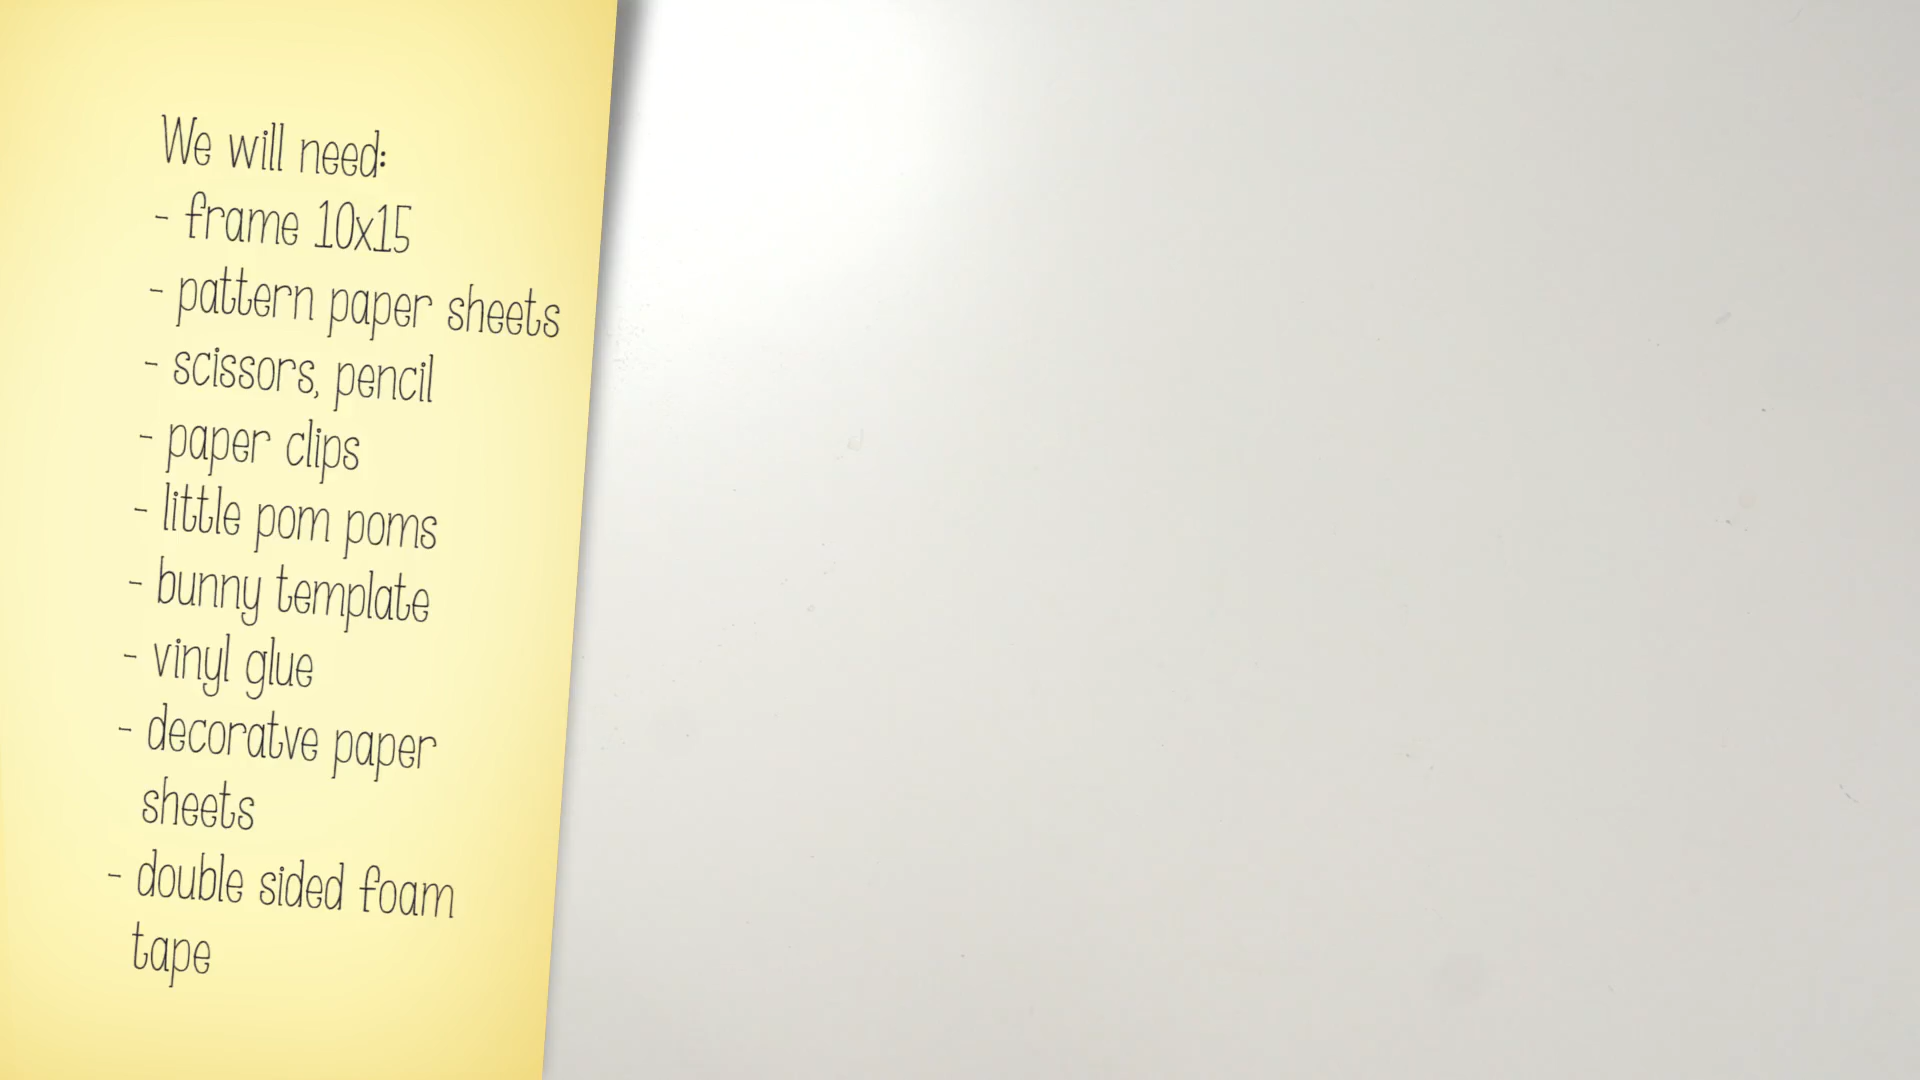 We will need:
- frame 10x15
- pattern paper sheets
- scissors, pencil
- paper clips
- little pom poms
- bunny template
- vinyl glue
- decoratve paper
sheets
- double sided foam
tape